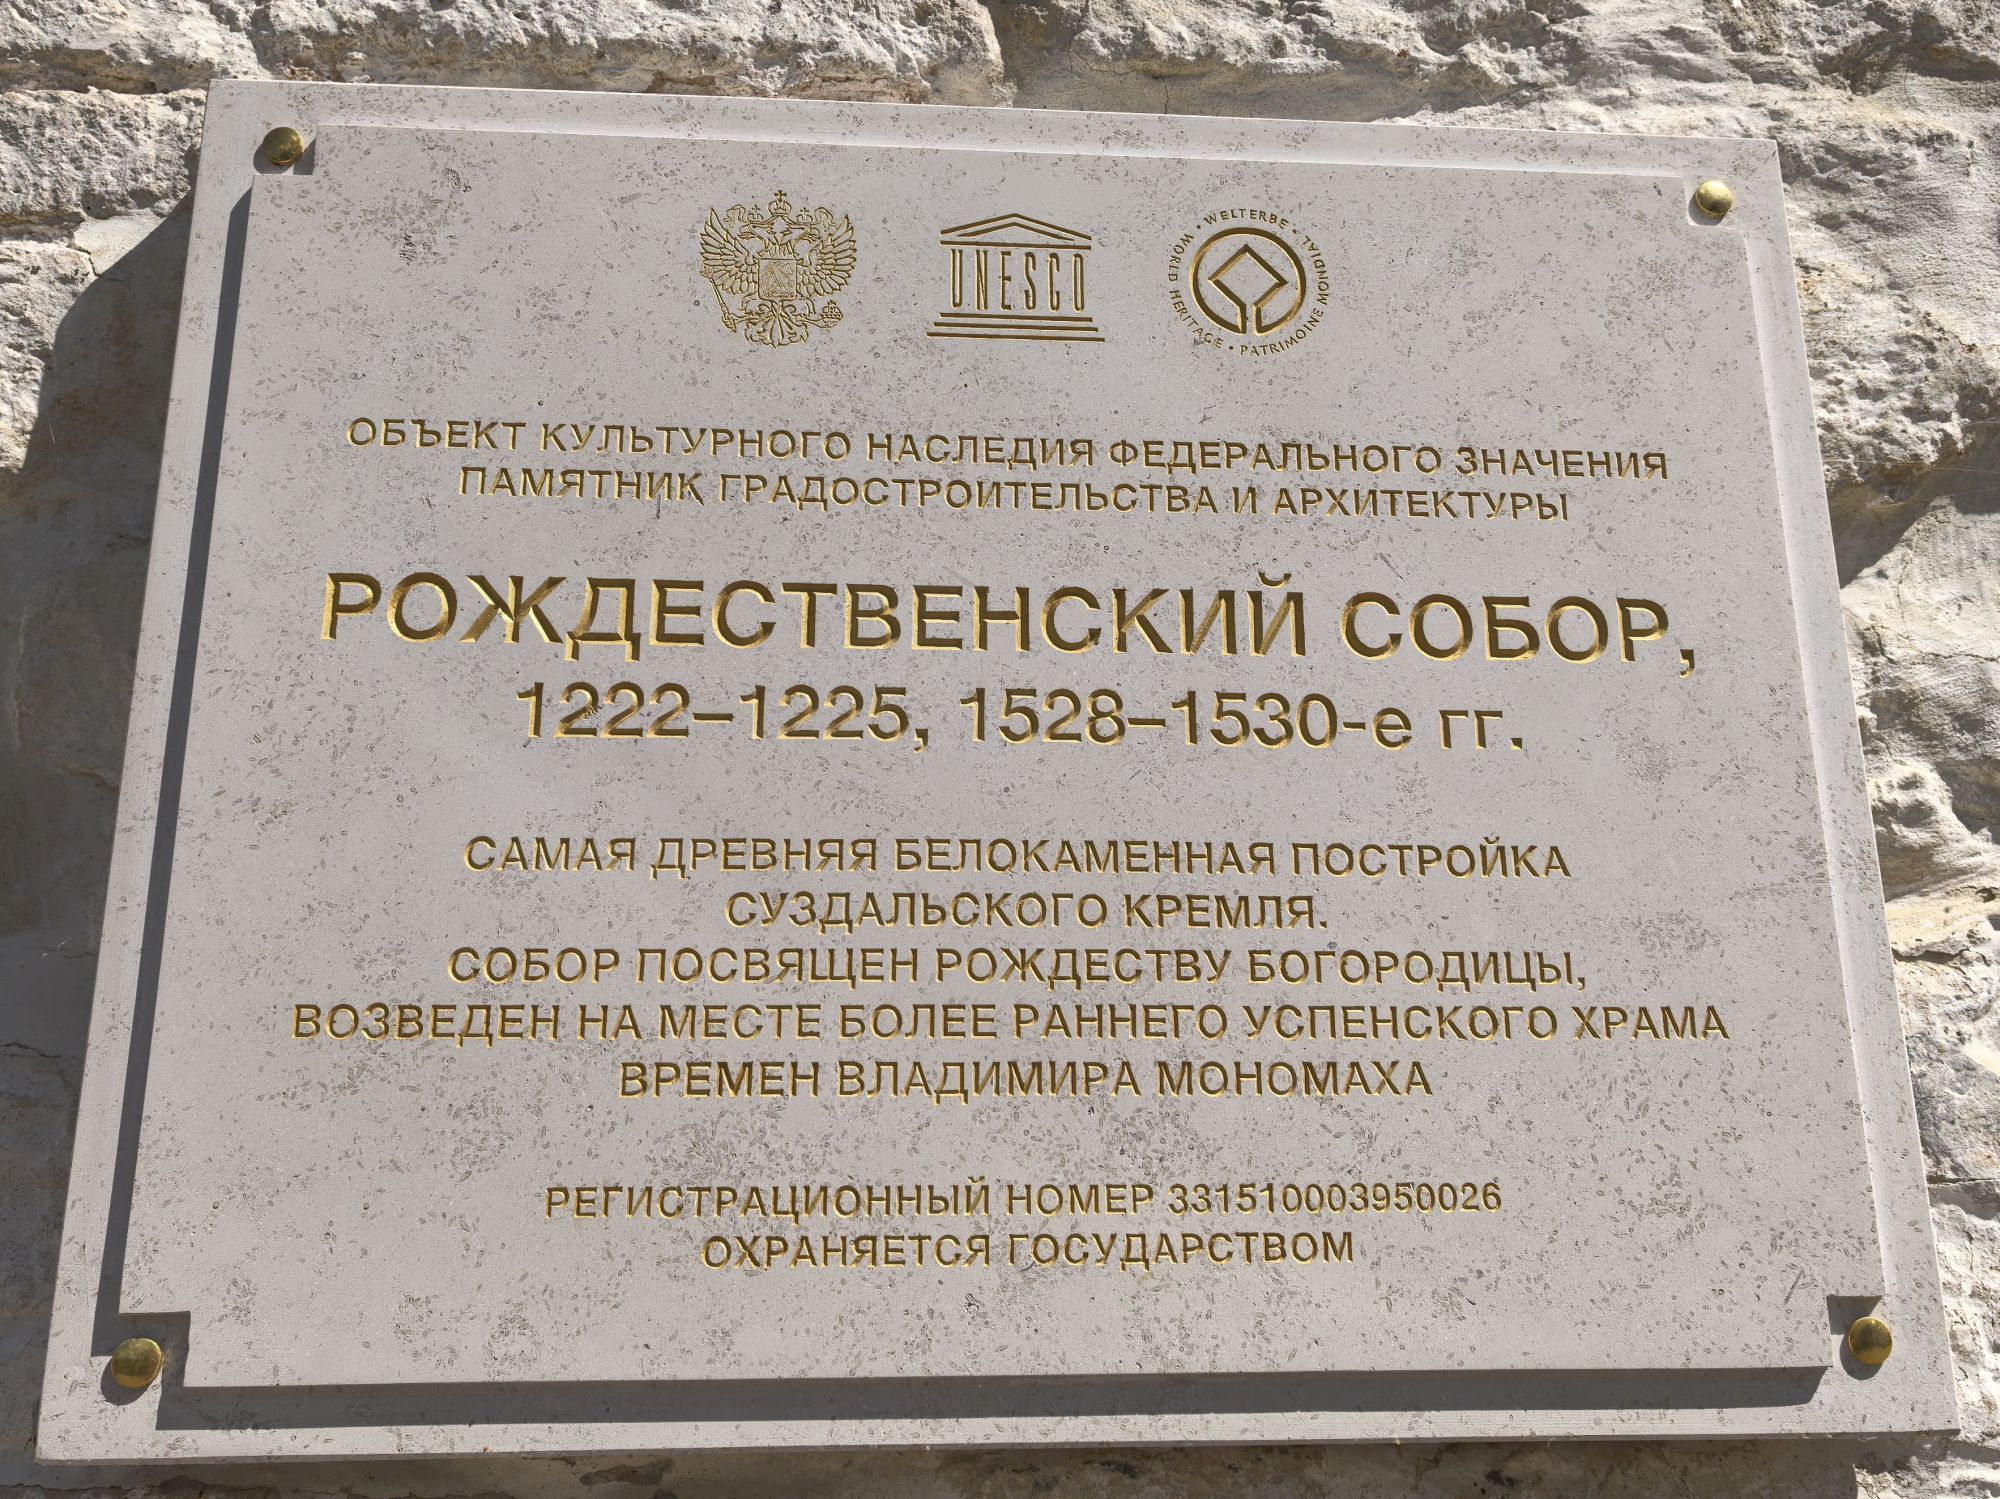 UNESCO
WELTERBE • WORLD HERITAGE • PATRIMOINE MONDIAL •
ОБЪЕКТ КУЛЬТУРНОГО НАСЛЕДИЯ ФЕДЕРАЛЬНОГО ЗНАЧЕНИЯ
ПАМЯТНИК ГРАДОСТРОИТЕЛЬСТВА И АРХИТЕКТУРЫ
РОЖДЕСТВЕНСКИЙ СОБОР,
1222–1225, 1528–1530-е гг.
САМАЯ ДРЕВНЯЯ БЕЛОКАМЕННАЯ ПОСТРОЙКА
СУЗДАЛЬСКОГО КРЕМЛЯ.
СОБОР ПОСВЯЩЕН РОЖДЕСТВУ БОГОРОДИЦЫ,
ВОЗВЕДЕН НА МЕСТЕ БОЛЕЕ РАННЕГО УСПЕНСКОГО ХРАМА
ВРЕМЕН ВЛАДИМИРА МОНОМАХА
РЕГИСТРАЦИОННЫЙ НОМЕР 331510003950026
ОХРАНЯЕТСЯ ГОСУДАРСТВОМ